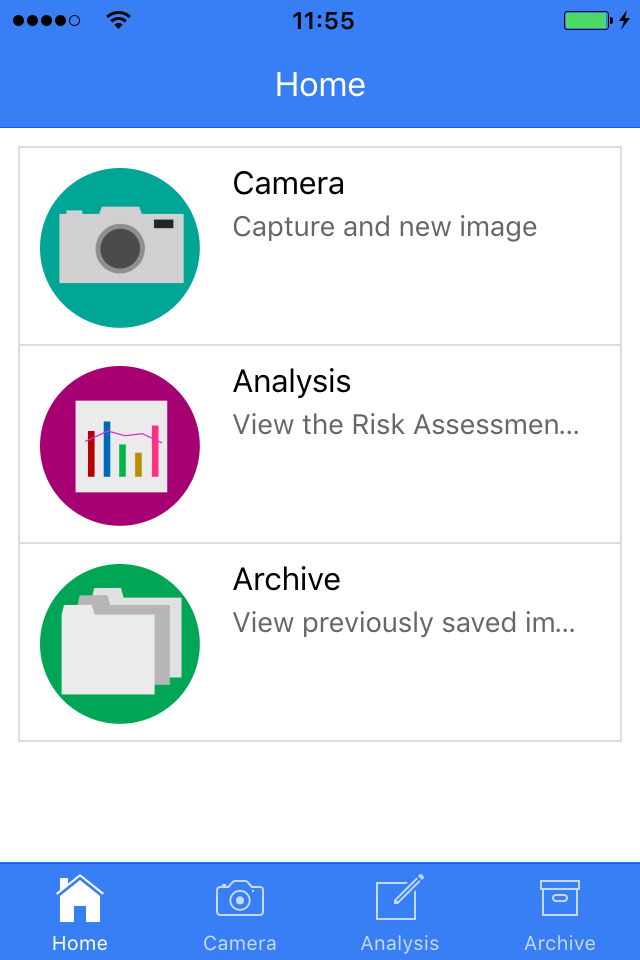 11:55
Home
Camera
Capture and new image
Analysis
View the Risk Assessmen...
Archive
View previously saved im...
Home
Camera
Analysis
Archive